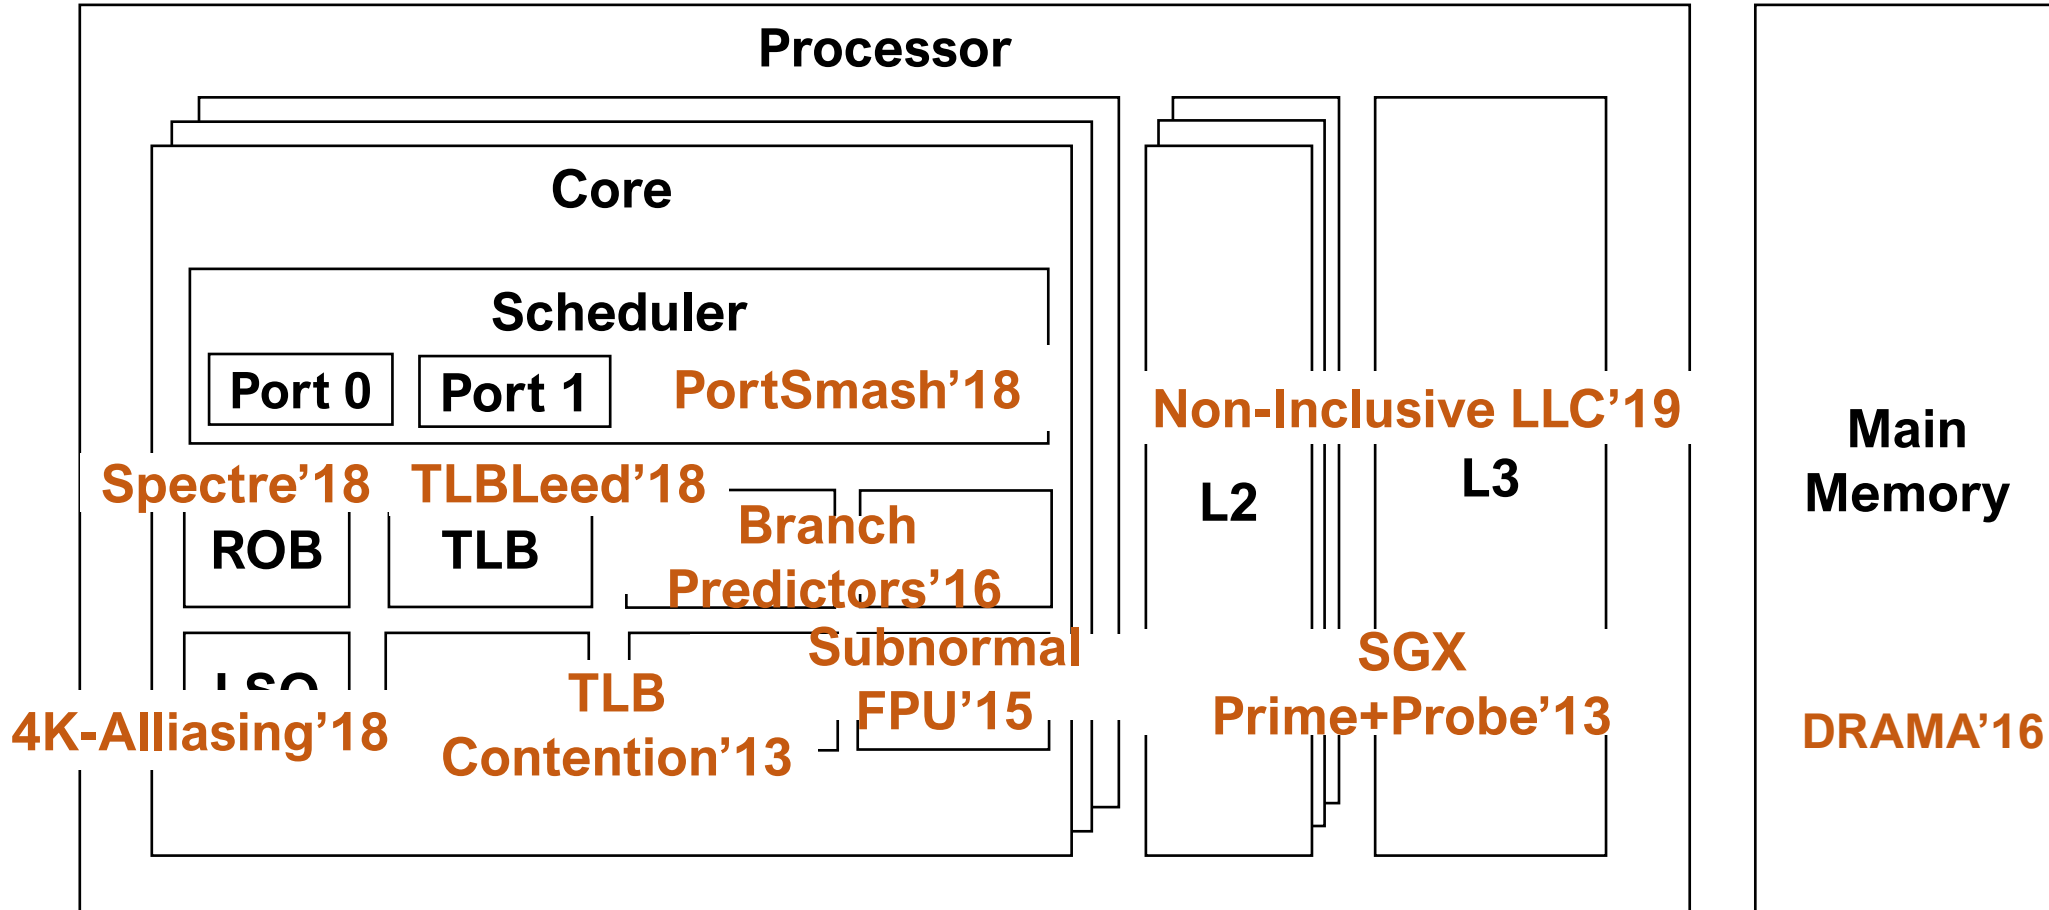 Processor
Core
Scheduler
Port 0
Port 1
PortSmash’18
Non-Inclusive LLC’19
Main
Memory
Spectre’18
TLBLeed’18
L2
L3
ROB
TLB
Branch
Predictors’16
Subnormal
FPU’15
SGX
Prime+Probe’13
4K-Alliasing’18
TLB
Contention’13
DRAMA’16